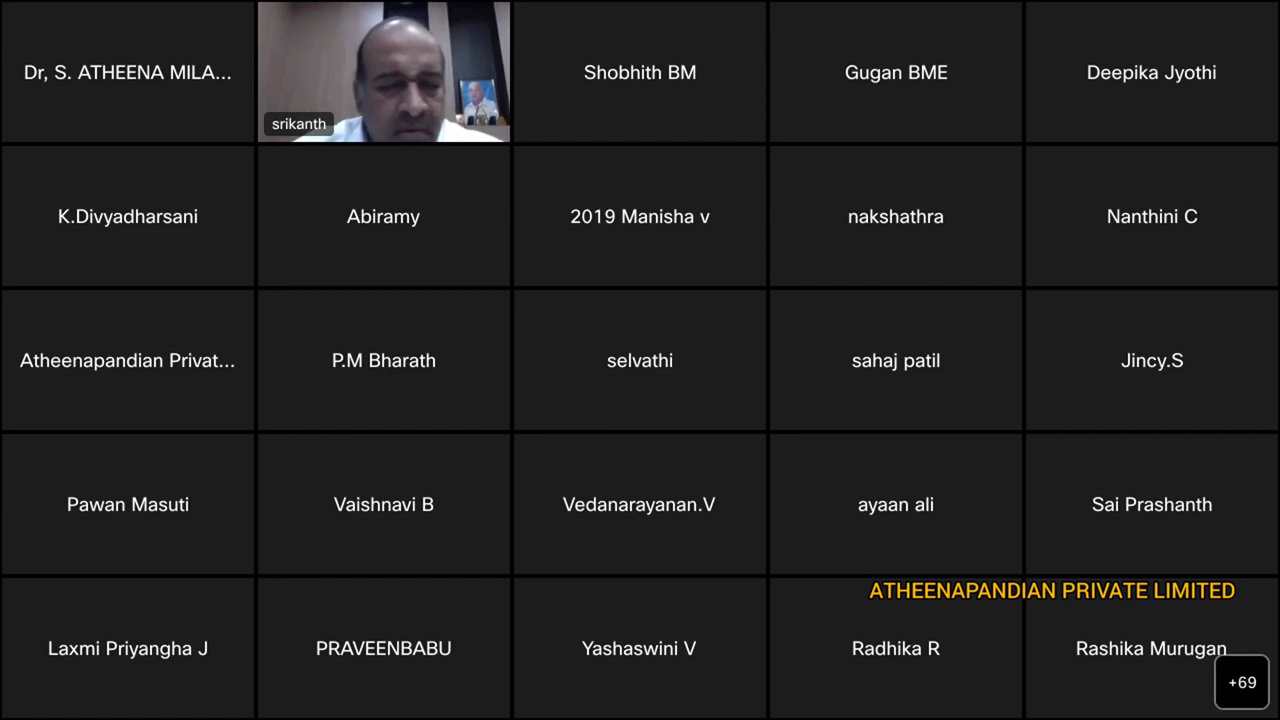 Dr, S. ATHEENA MILA...
srikanth
Shobhith BM
Gugan BME
Deepika Jyothi
K.Divyadharsani
Abiramy
2019 Manisha v
nakshathra
Nanthini C
Atheenapandian Privat...
P.M Bharath
selvathi
sahaj patil
Jincy.S
Pawan Masuti
Vaishnavi B
Vedanarayanan.V
ayaan ali
Sai Prashanth
ATHEENAPANDIAN PRIVATE LIMITED
Laxmi Priyangha J
PRAVEENBABU
Yashaswini V
Radhika R
Rashika Murugan
+69